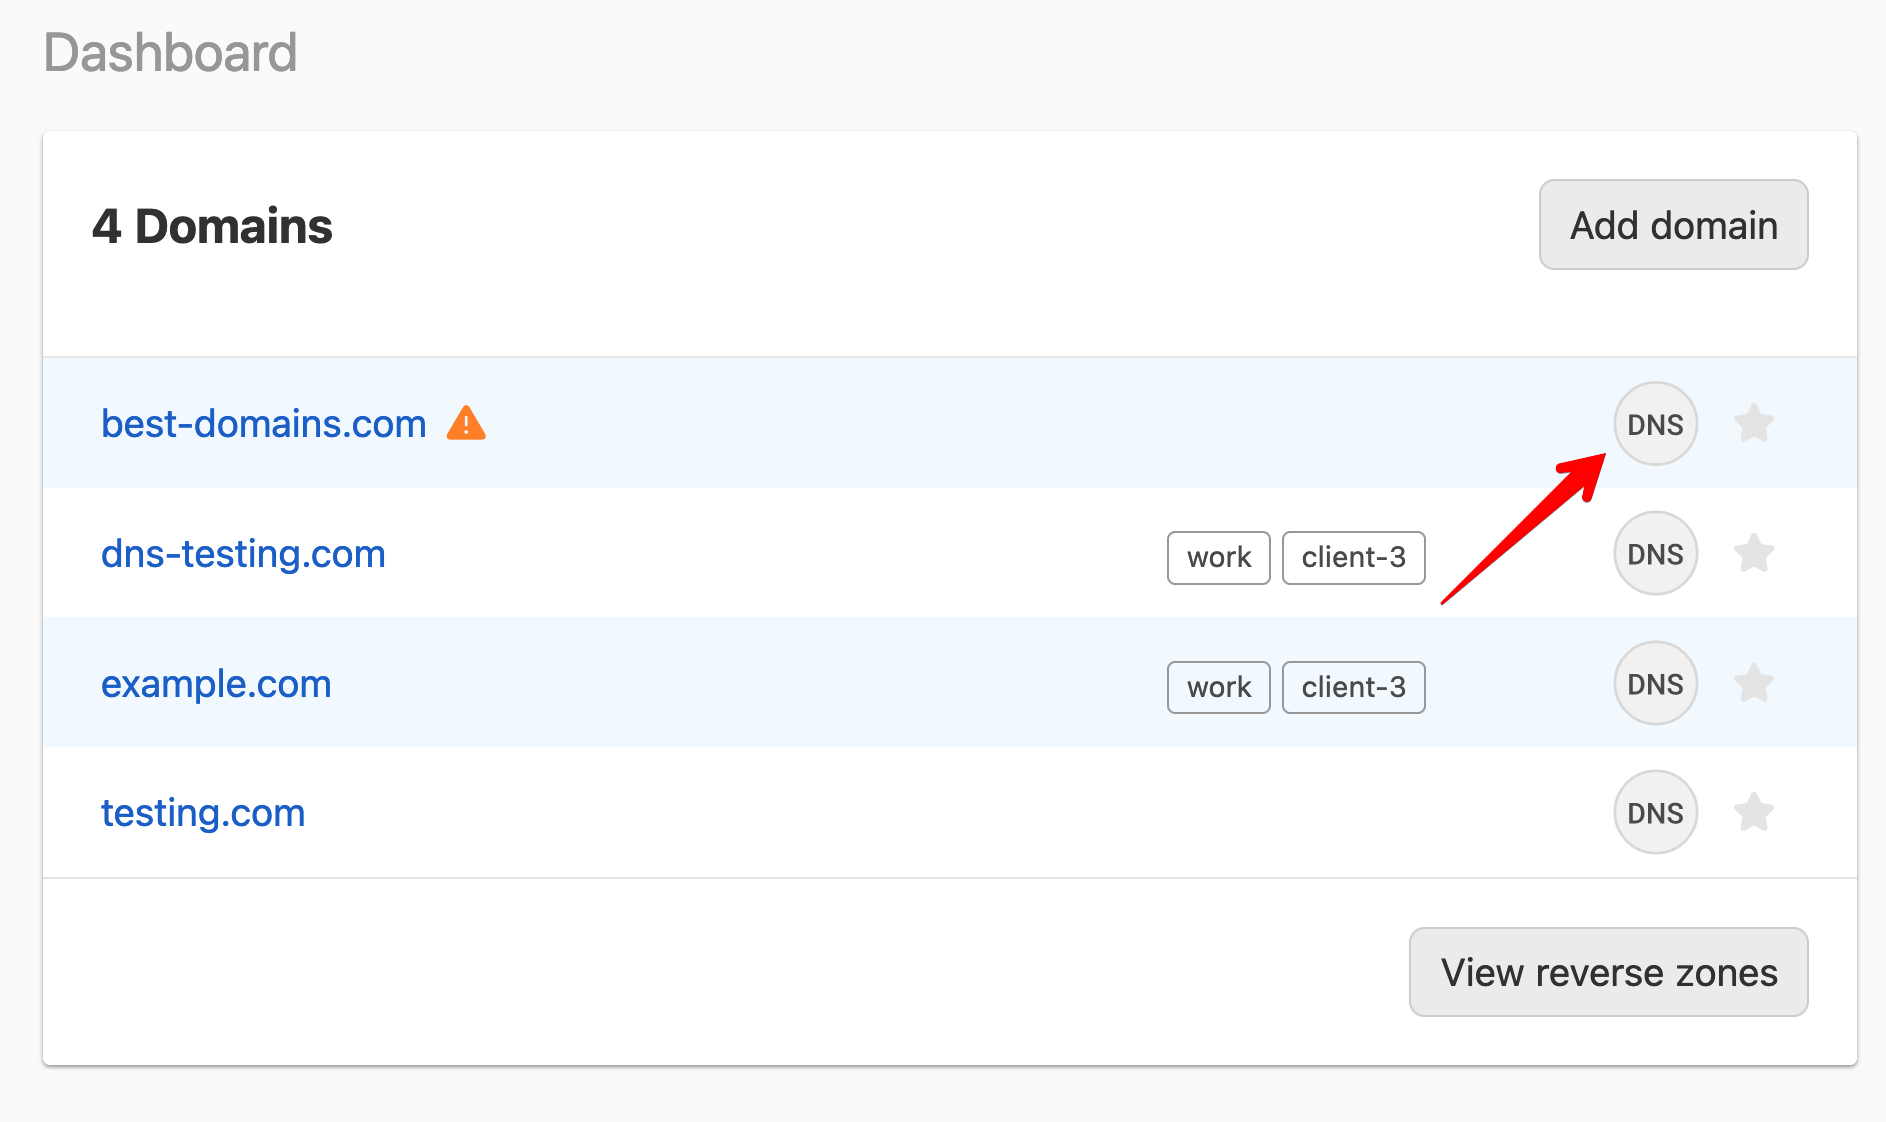 Dashboard
4 Domains
Add domain
best-domains.com DNS
dns-testing.com work client-3 DNS
example.com work client-3 DNS
testing.com DNS
View reverse zones